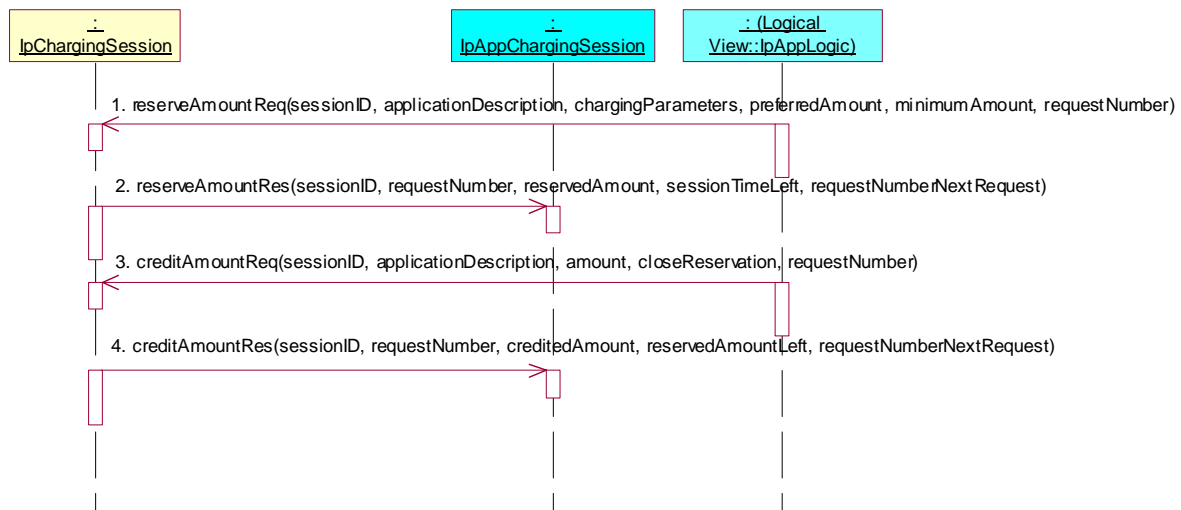 :
IpChargingSession
:
IpAppChargingSession
: (Logical
View::IpAppLogic)
1. reserveAmountReq(sessionID, applicationDescription, chargingParameters, preferredAmount, minimumAmount, requestNumber)
2. reserveAmountRes(sessionID, requestNumber, reservedAmount, sessionTimeLeft, requestNumberNextRequest)
3. creditAmountReq(sessionID, applicationDescription, amount, closeReservation, requestNumber)
4. creditAmountRes(sessionID, requestNumber, creditedAmount, reservedAmountLeft, requestNumberNextRequest)